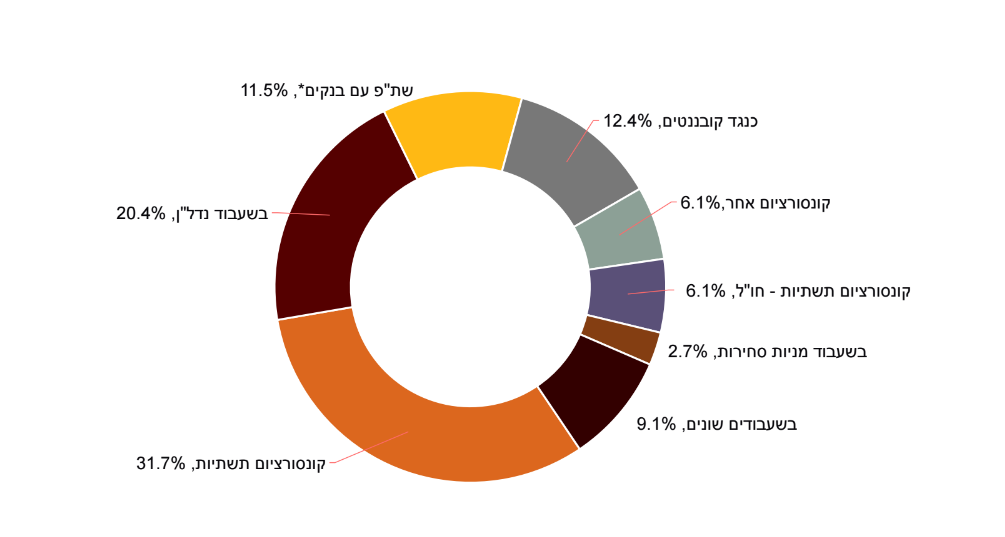 שת"פ עם בנקים*, 11.5%
כנגד קובננטים, 12.4%
קונסורציום אחר,6.1%
בשעבוד נדל"ן, 20.4%
קונסורציום תשתיות - חו"ל, 6.1%
בשעבוד מניות סחירות, 2.7%
בשעבודים שונים, 9.1%
קונסורציום תשתיות, 31.7%